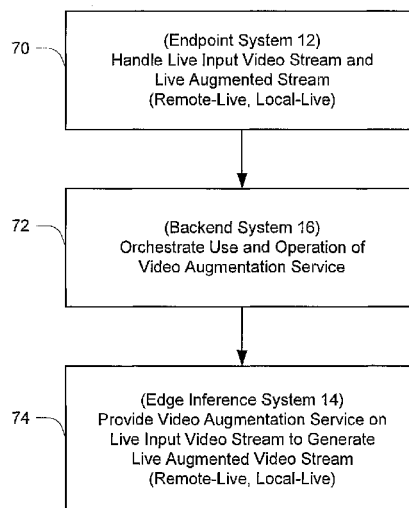 70
(Endpoint System 12)
Handle Live Input Video Stream and
Live Augmented Stream
(Remote-Live, Local-Live)
72
(Backend System 16)
Orchestrate Use and Operation of
Video Augmentation Service
74
(Edge Inference System 14)
Provide Video Augmentation Service on
Live Input Video Stream to Generate
Live Augmented Video Stream
(Remote-Live, Local-Live)